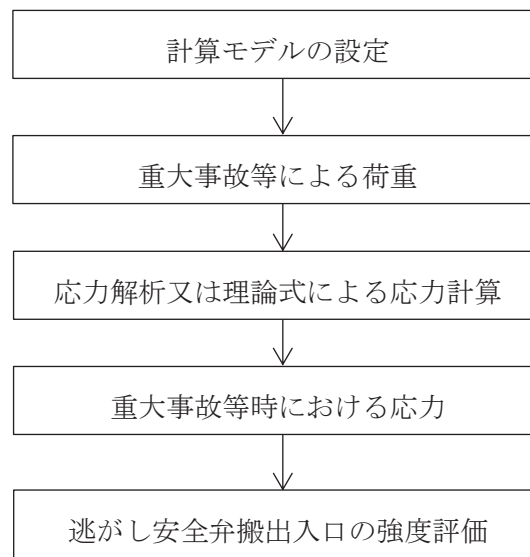 計算モデルの設定
重大事故等による荷重
応力解析又は理論式による応力計算
重大事故等時における応力
逃がし安全弁搬出入口の強度評価